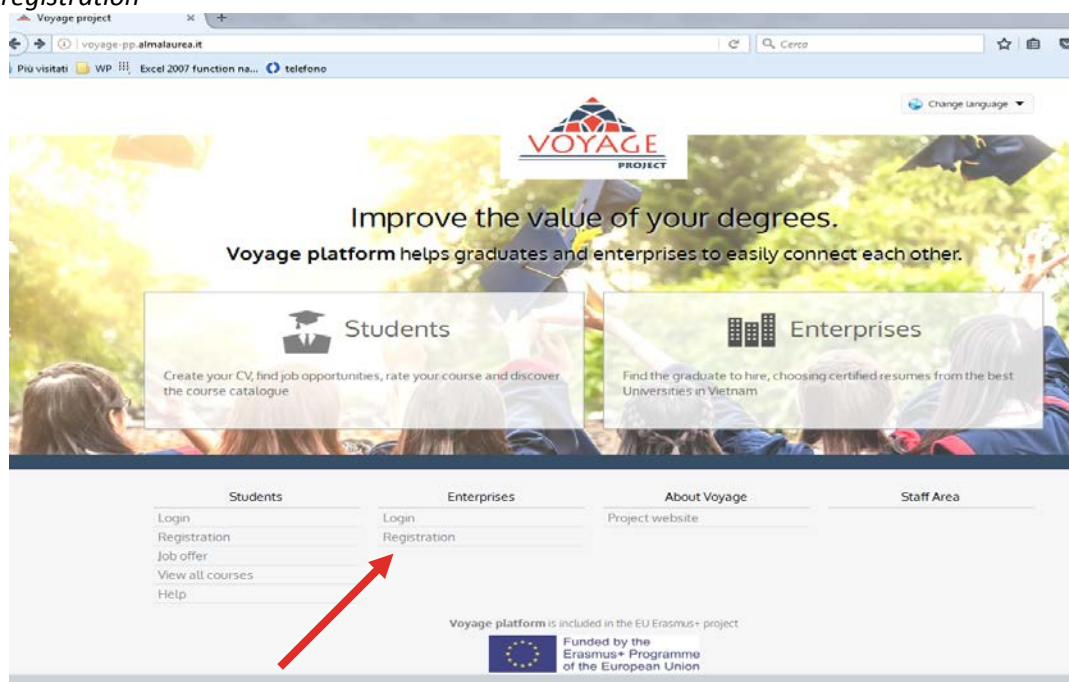 registration
Voyage project
voyage-pp.almalaurea.it
Cerca
Più visitati WP Excel 2007 function na... telefono
Change language
VOYAGE
PROJECT
Improve the value of your degrees.
Voyage platform helps graduates and enterprises to easily connect each other.
Students
Create your CV, find job opportunities, rate your course and discover
the course catalogue
Enterprises
Find the graduate to hire, choosing certified resumes from the best
Universities in Vietnam
Students
Login
Registration
Job offer
View all courses
Help
Enterprises
Login
Registration
About Voyage
Project website
Staff Area
Voyage platform is included in the EU Erasmus+ project
Funded by the
Erasmus+ Programme
of the European Union